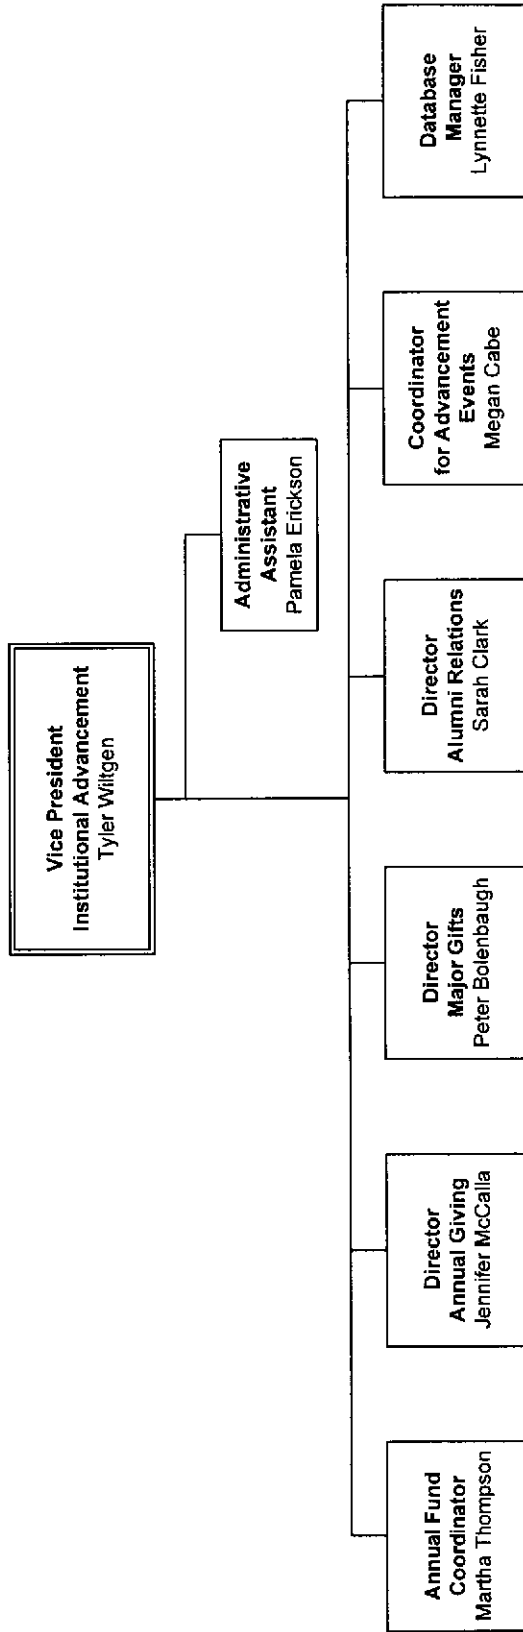 Vice President
Institutional Advancement
Tyler Wiltgen
Administrative
Assistant
Pamela Erickson
Annual Fund
Coordinator
Martha Thompson
Director
Annual Giving
Jennifer McCalla
Director
Major Gifts
Peter Bolenbaugh
Director
Alumni Relations
Sarah Clark
Coordinator
for Advancement
Events
Megan Cabe
Database
Manager
Lynnette Fisher